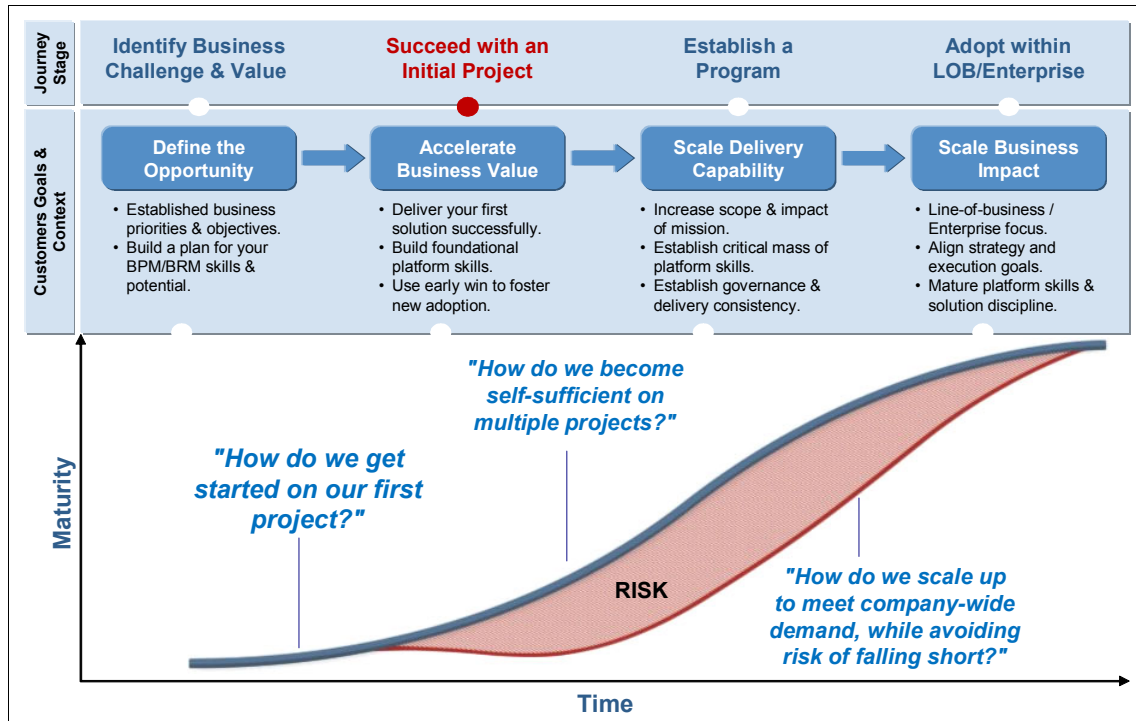 Journey
Stage
Identify Business
Challenge & Value
Succeed with an
Initial Project
Establish a
Program
Adopt within
LOB/Enterprise
Customers Goals &
Context
Define the
Opportunity
Accelerate
Business Value
Scale Delivery
Capability
Scale Business
Impact
• Established business
priorities & objectives.
• Build a plan for your
BPM/BRM skills &
potential.
• Deliver your first
solution successfully.
• Build foundational
platform skills.
• Use early win to foster
new adoption.
• Increase scope & impact
of mission.
• Establish critical mass of
platform skills.
• Establish governance &
delivery consistency.
• Line-of-business /
Enterprise focus.
• Align strategy and
execution goals.
• Mature platform skills &
solution discipline.
Maturity
"How do we get
started on our first
project?"
"How do we become
self-sufficient on
multiple projects?"
RISK
"How do we scale up
to meet company-wide
demand, while avoiding
risk of falling short?"
Time